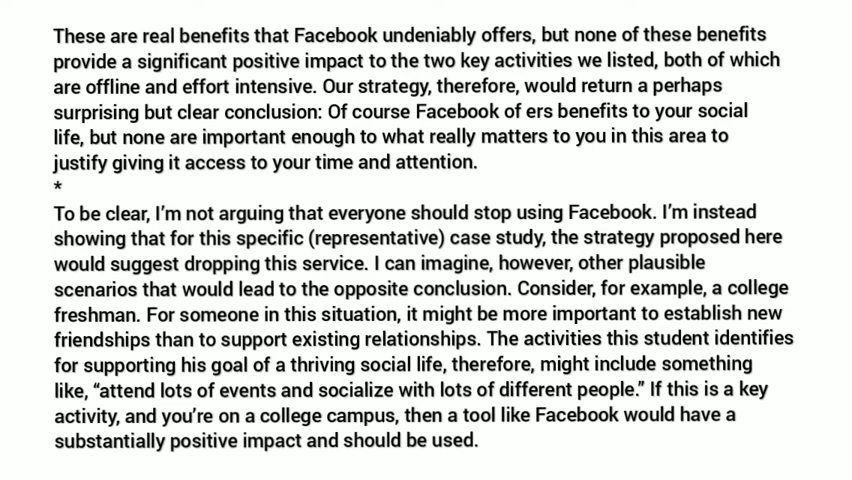 These are real benefits that Facebook undeniably offers, but none of these benefits
provide a significant positive impact to the two key activities we listed, both of which
are offline and effort intensive. Our strategy, therefore, would return a perhaps
surprising but clear conclusion: Of course Facebook of ers benefits to your social
life, but none are important enough to what really matters to you in this area to
justify giving it access to your time and attention.
*
To be clear, I’m not arguing that everyone should stop using Facebook. I’m instead
showing that for this specific (representative) case study, the strategy proposed here
would suggest dropping this service. I can imagine, however, other plausible
scenarios that would lead to the opposite conclusion. Consider, for example, a college
freshman. For someone in this situation, it might be more important to establish new
friendships than to support existing relationships. The activities this student identifies
for supporting his goal of a thriving social life, therefore, might include something
like, “attend lots of events and socialize with lots of different people.” If this is a key
activity, and you’re on a college campus, then a tool like Facebook would have a
substantially positive impact and should be used.